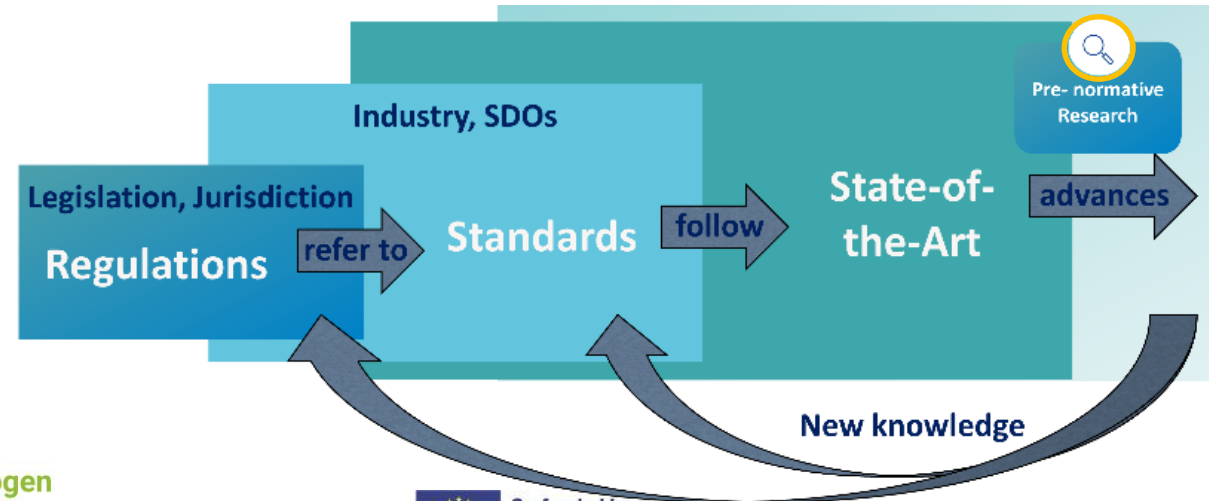 Pre- normative
Research
Industry, SDOs
Legislation, Jurisdiction
Regulations
refer to
Standards
follow
State-of-
the-Art
advances
New knowledge